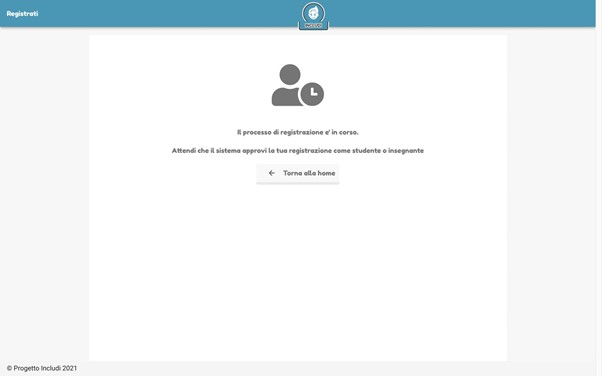 Registrati
INCLUDI
Il processo di registrazione e' in corso.
Attendi che il sistema approvi la tua registrazione come studente o insegnante
Torna alla home
© Progetto Includi 2021